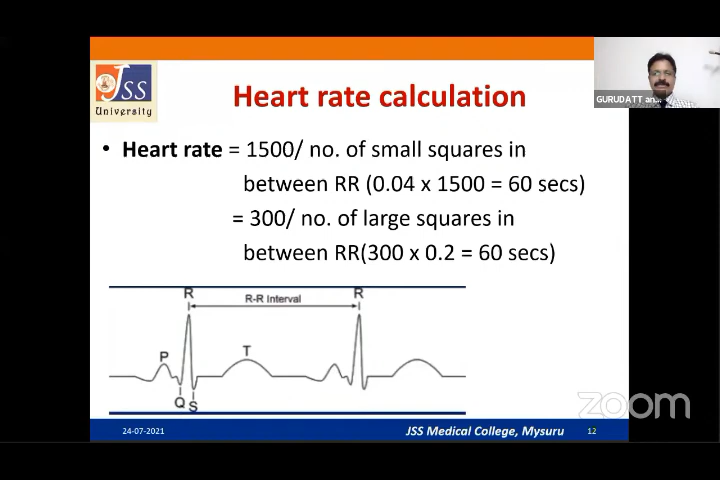 JSS
University
Heart rate calculation
GURUDATT an...
• Heart rate = 1500/ no. of small squares in
between RR (0.04 x 1500 = 60 secs)
= 300/ no. of large squares in
between RR(300 x 0.2 = 60 secs)
R R
R-R Interval
P T
Q S
zoom
24-07-2021 JSS Medical College, Mysuru 12